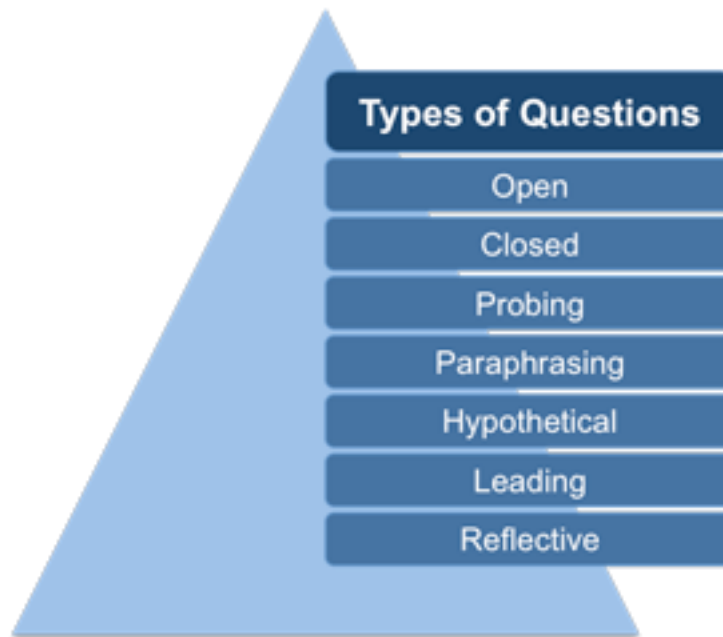 Types of Questions
Open
Closed
Probing
Paraphrasing
Hypothetical
Leading
Reflective